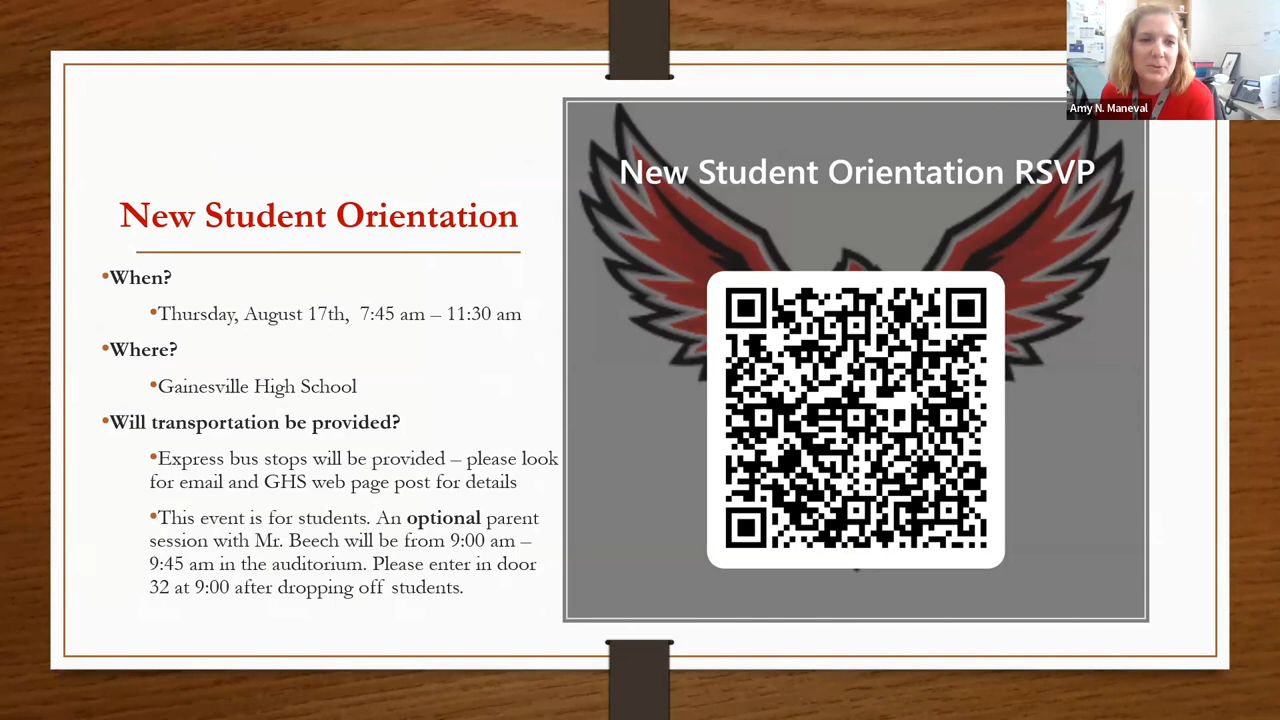 New Student Orientation
•When?
•Thursday, August 17th, 7:45 am – 11:30 am
•Where?
•Gainesville High School
•Will transportation be provided?
•Express bus stops will be provided – please look
for email and GHS web page post for details
•This event is for students. An optional parent
session with Mr. Beech will be from 9:00 am –
9:45 am in the auditorium. Please enter in door
32 at 9:00 after dropping off students.
New Student Orientation RSVP
Amy N. Maneval